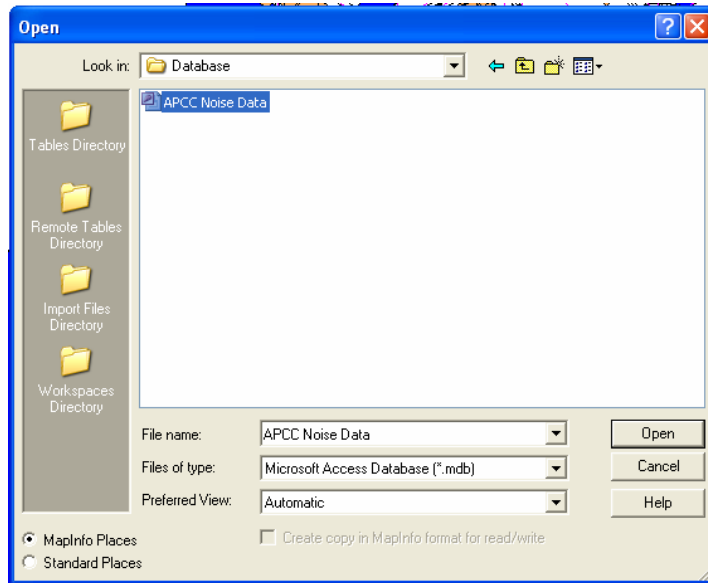 Open
Look in:
Database
APCC Noise Data
Tables Directory
Remote Tables
Directory
Import Files
Directory
Workspaces
Directory
File name:
APCC Noise Data
Open
Files of type:
Microsoft Access Database (*.mdb)
Cancel
Preferred View:
Automatic
Help
MapInfo Places
Create copy in MapInfo format for read/write
Standard Places